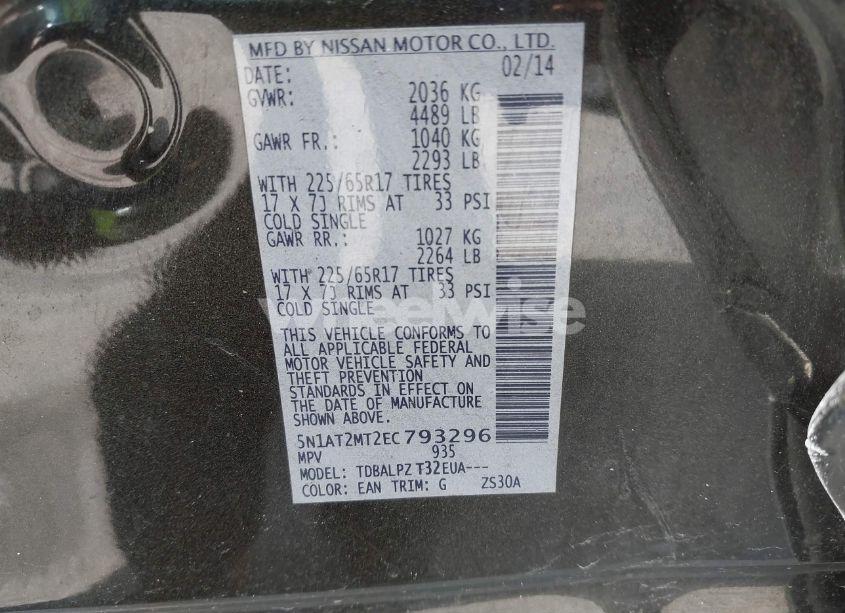 MFD BY NISSAN MOTOR CO., LTD.
DATE: 02/14
GVWR: 2036 KG
4489 LB
GAWR FR.: 1040 KG
2293 LB
WITH 225/65R17 TIRES
17 X 7J RIMS AT 33 PSI
COLD SINGLE
GAWR RR.: 1027 KG
2264 LB
WITH 225/65R17 TIRES
17 X 7J RIMS AT 33 PSI
COLD SINGLE
wheelwise
THIS VEHICLE CONFORMS TO
ALL APPLICABLE FEDERAL
MOTOR VEHICLE SAFETY AND
THEFT PREVENTION
STANDARDS IN EFFECT ON
THE DATE OF MANUFACTURE
SHOWN ABOVE.
5N1AT2MT2EC793296
MPV 935
MODEL: TDBALPZ T32EUA---
COLOR: EAN TRIM: G ZS30A